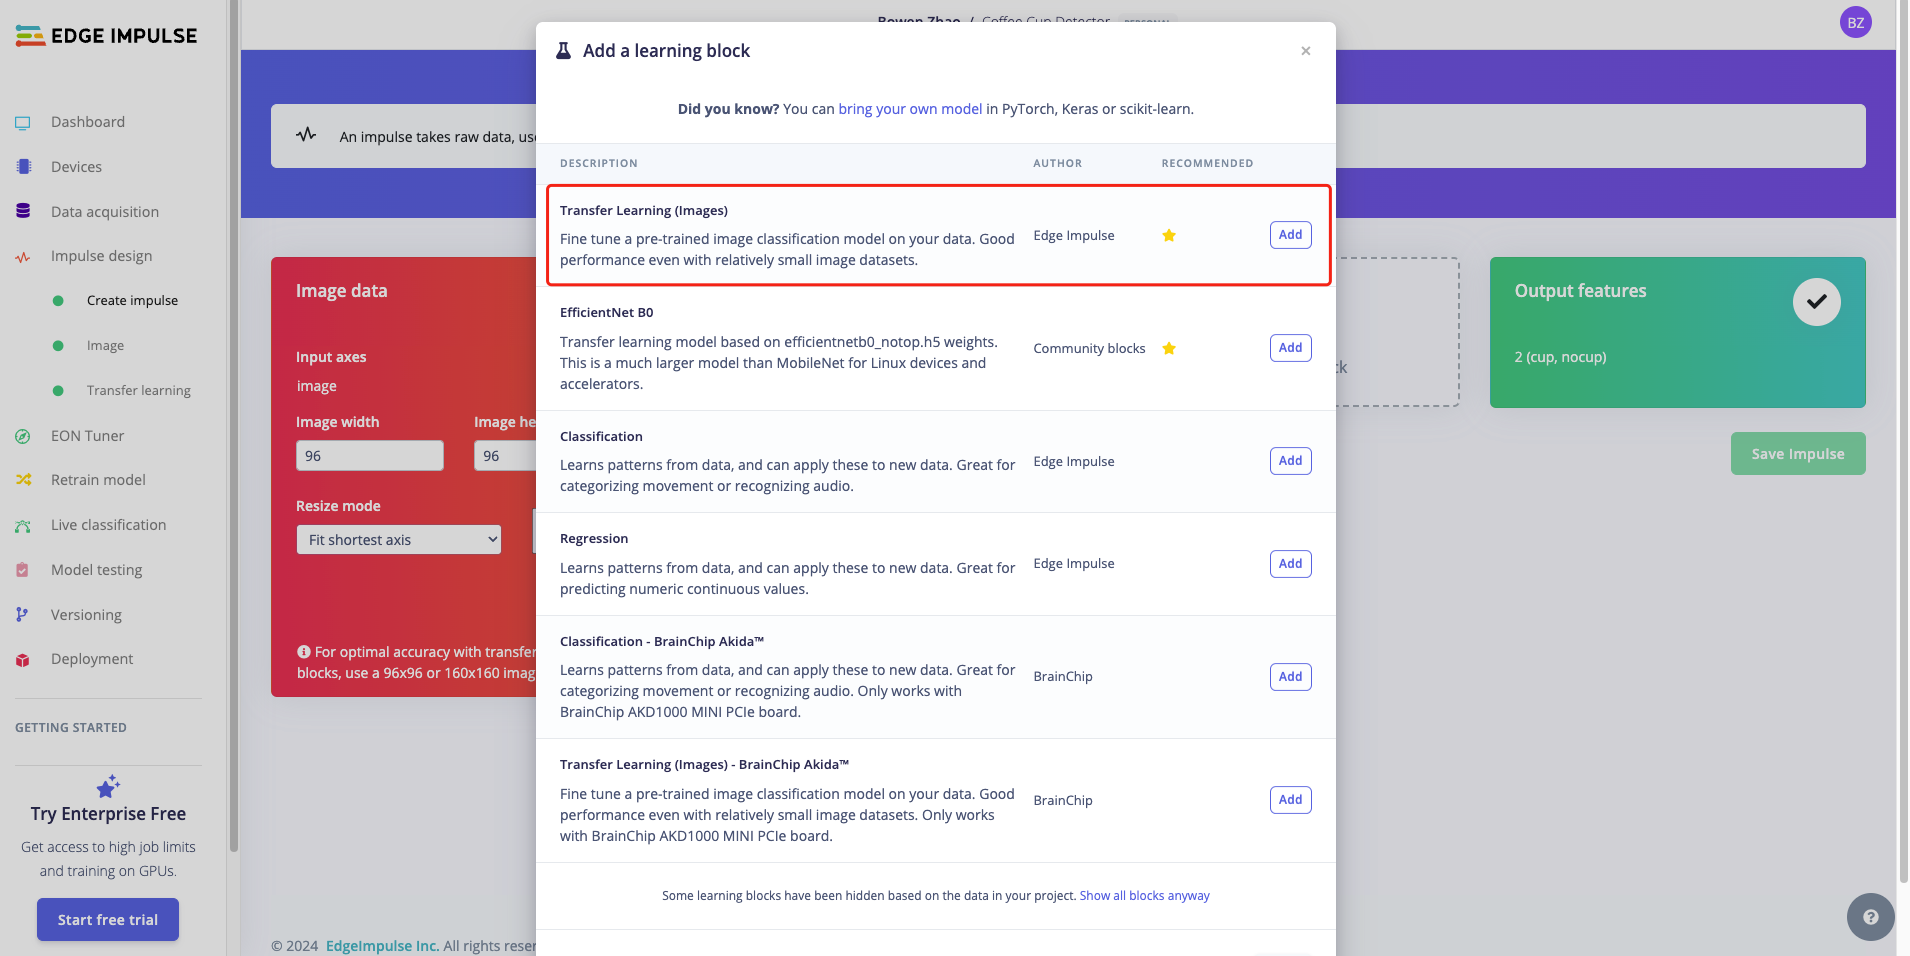 EDGE IMPULSE
Dashboard
Devices
Data acquisition
Impulse design
Create impulse
Image
Transfer learning
EON Tuner
Retrain model
Live classification
Model testing
Versioning
Deployment
GETTING STARTED
Try Enterprise Free
Get access to high job limits
and training on GPUs.
Start free trial
Bowen Zhao / Coffee Cup Detector PERSONAL
BZ
An impulse takes raw data, use
Image data
Input axes
image
Image width
Image he
96
96
Resize mode
Fit shortest axis
For optimal accuracy with transfer
blocks, use a 96x96 or 160x160 imag
© 2024 EdgeImpulse Inc. All rights reser
Add a learning block
×
Did you know? You can bring your own model in PyTorch, Keras or scikit-learn.
DESCRIPTION AUTHOR RECOMMENDED
Transfer Learning (Images)
Fine tune a pre-trained image classification model on your data. Good
performance even with relatively small image datasets.
Edge Impulse
Add
EfficientNet B0
Transfer learning model based on efficientnetb0_notop.h5 weights.
This is a much larger model than MobileNet for Linux devices and
accelerators.
Community blocks
Add
Classification
Learns patterns from data, and can apply these to new data. Great for
categorizing movement or recognizing audio.
Edge Impulse
Add
Regression
Learns patterns from data, and can apply these to new data. Great for
predicting numeric continuous values.
Edge Impulse
Add
Classification - BrainChip Akida™
Learns patterns from data, and can apply these to new data. Great for
categorizing movement or recognizing audio. Only works with
BrainChip AKD1000 MINI PCIe board.
BrainChip
Add
Transfer Learning (Images) - BrainChip Akida™
Fine tune a pre-trained image classification model on your data. Good
performance even with relatively small image datasets. Only works
with BrainChip AKD1000 MINI PCIe board.
BrainChip
Add
Some learning blocks have been hidden based on the data in your project. Show all blocks anyway
ck
Output features
2 (cup, nocup)
Save Impulse
?